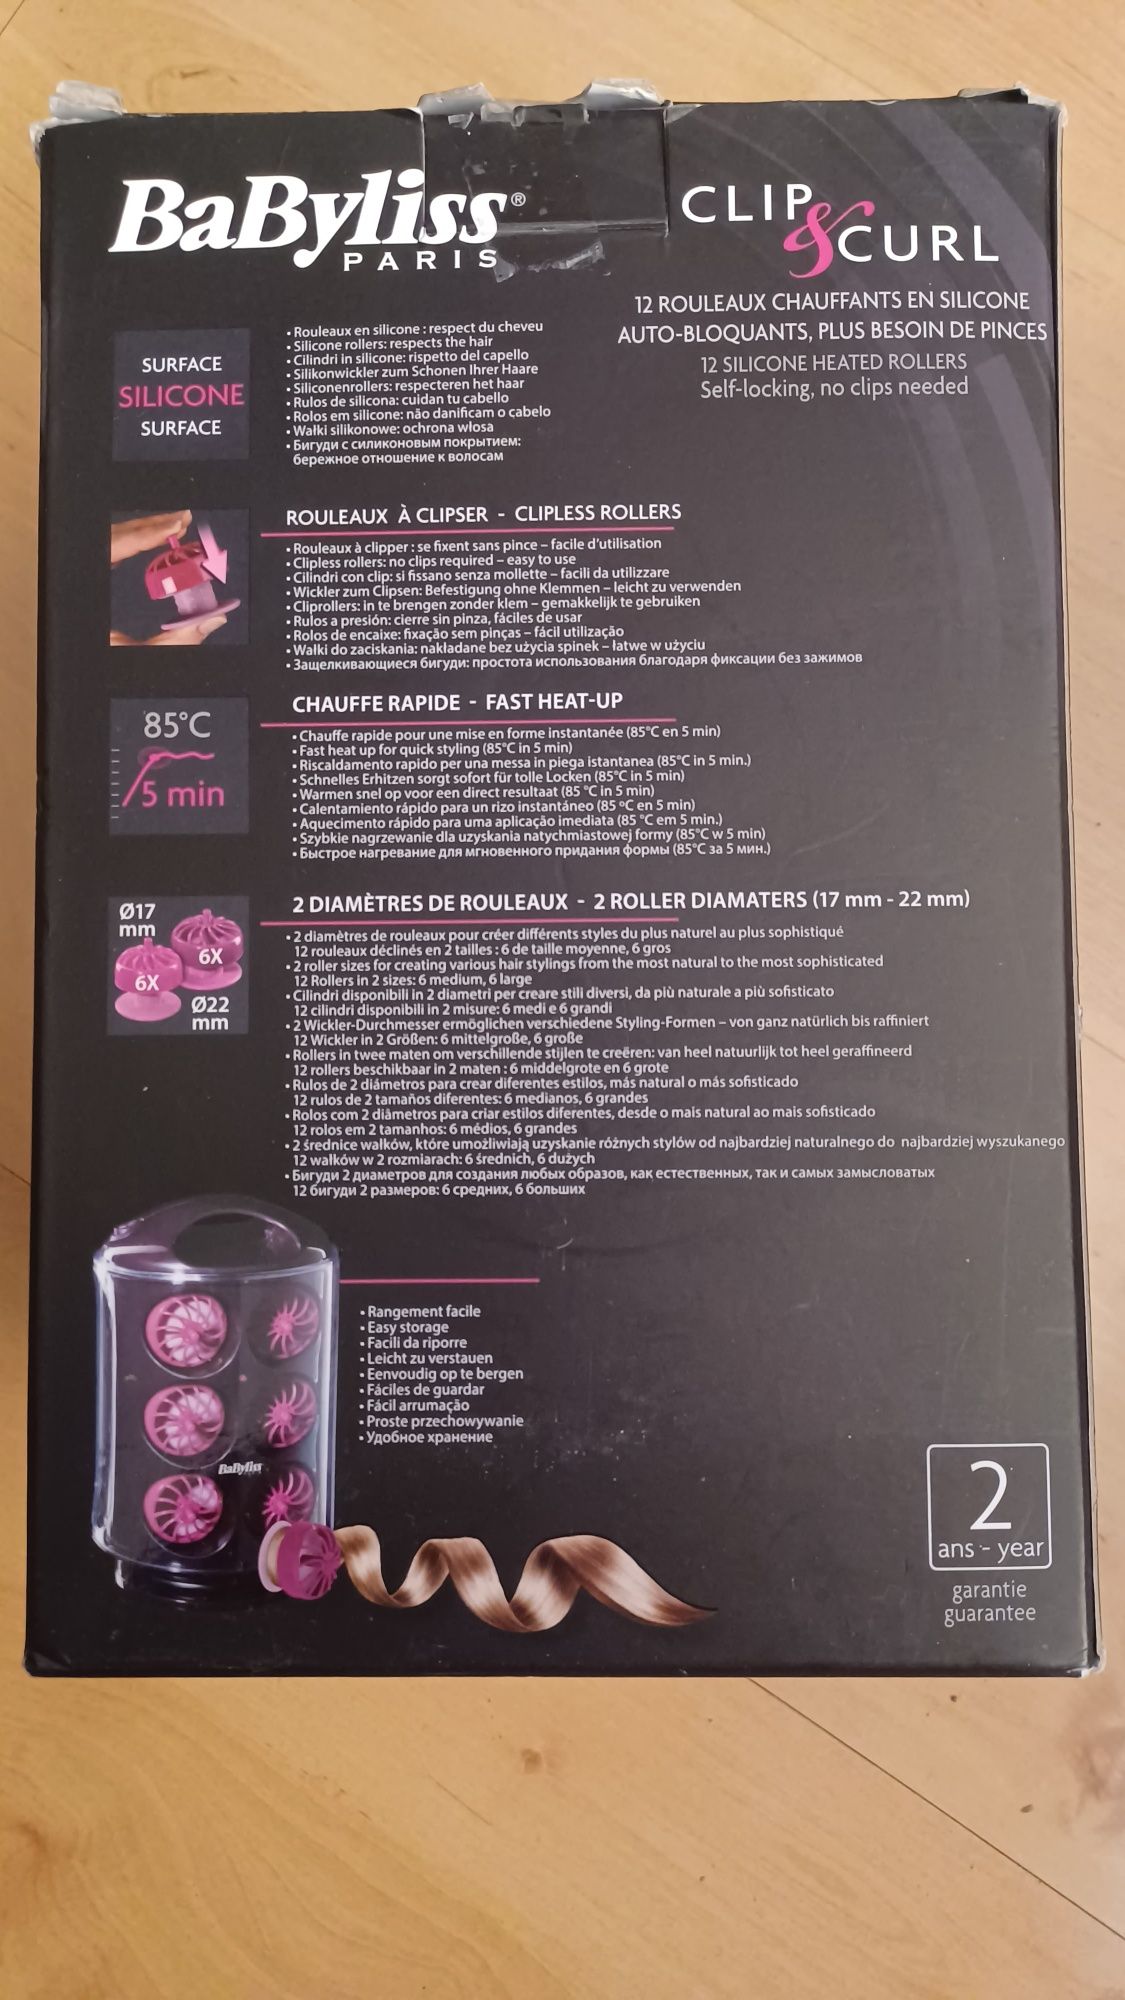 BaByliss®
PARIS
CLIP & CURL
12 ROULEAUX CHAUFFANTS EN SILICONE
AUTO-BLOQUANTS, PLUS BESOIN DE PINCES
12 SILICONE HEATED ROLLERS
Self-locking, no clips needed
SURFACE
SILICONE
SURFACE
• Rouleaux en silicone : respect du cheveu
• Silicone rollers: respects the hair
• Cilindri in silicone: rispetto del capello
• Silikonwickler zum Schonen Ihrer Haare
• Siliconenrollers: respecteren het haar
• Rulos de silicona: cuidan tu cabello
• Rolos em silicone: não danificam o cabelo
• Wałki silikonowe: ochrona włosa
• Бигуди с силиконовым покрытием:
бережное отношение к волосам
ROULEAUX À CLIPSER - CLIPLESS ROLLERS
• Rouleaux à clipper : se fixent sans pince – facile d'utilisation
• Clipless rollers: no clips required – easy to use
• Cilindri con clip: si fissano senza mollette – facili da utilizzare
• Wickler zum Clipsen: Befestigung ohne Klemmen – leicht zu verwenden
• Cliprollers: in te brengen zonder klem – gemakkelijk te gebruiken
• Rulos a presión: cierre sin pinza, fáciles de usar
• Rolos de encaixe: fixação sem pinças – fácil utilização
• Wałki do zaciskania: nakładane bez użycia spinek – łatwe w użyciu
• Защелкивающиеся бигуди: простота использования благодаря фиксации без зажимов
85°C
5 min
CHAUFFE RAPIDE - FAST HEAT-UP
• Chauffe rapide pour une mise en forme instantanée (85°C en 5 min)
• Fast heat up for quick styling (85°C in 5 min)
• Riscaldamento rapido per una messa in piega istantanea (85°C in 5 min.)
• Schnelles Erhitzen sorgt sofort für tolle Locken (85°C in 5 min)
• Warmen snel op voor een direct resultaat (85 °C in 5 min)
• Calentamiento rápido para un rizo instantáneo (85 ºC en 5 min)
• Aquecimento rápido para uma aplicação imediata (85 °C em 5 min.)
• Szybkie nagrzewanie dla uzyskania natychmiastowej formy (85°C w 5 min)
• Быстрое нагревание для мгновенного придания формы (85°C за 5 мин.)
Ø17
mm
6X
6X
Ø22
mm
2 DIAMÈTRES DE ROULEAUX - 2 ROLLER DIAMATERS (17 mm - 22 mm)
• 2 diamètres de rouleaux pour créer différents styles du plus naturel au plus sophistiqué
12 rouleaux déclinés en 2 tailles : 6 de taille moyenne, 6 gros
• 2 roller sizes for creating various hair stylings from the most natural to the most sophisticated
12 Rollers in 2 sizes: 6 medium, 6 large
• Cilindri disponibili in 2 diametri per creare stili diversi, da più naturale a più sofisticato
12 cilindri disponibili in 2 misure: 6 medi e 6 grandi
• 2 Wickler-Durchmesser ermöglichen verschiedene Styling-Formen – von ganz natürlich bis raffiniert
12 Wickler in 2 Größen: 6 mittelgroße, 6 große
• Rollers in twee maten om verschillende stijlen te creëren: van heel natuurlijk tot heel geraffineerd
12 rollers beschikbaar in 2 maten : 6 middelgrote en 6 grote
• Rulos de 2 diámetros para crear diferentes estilos, más natural o más sofisticado
12 rulos de 2 tamaños diferentes: 6 medianos, 6 grandes
• Rolos com 2 diâmetros para criar estilos diferentes, desde o mais natural ao mais sofisticado
12 rolos em 2 tamanhos: 6 médios, 6 grandes
• 2 średnice wałków, które umożliwiają uzyskanie różnych stylów od najbardziej naturalnego do najbardziej wyszukanego
12 wałków w 2 rozmiarach: 6 średnich, 6 dużych
• Бигуди 2 диаметров для создания любых образов, как естественных, так и самых замысловатых
12 бигуди 2 размеров: 6 средних, 6 больших
• Rangement facile
• Easy storage
• Facili da riporre
• Leicht zu verstauen
• Eenvoudig op te bergen
• Fáciles de guardar
• Fácil arrumação
• Proste przechowywanie
• Удобное хранение
BaByliss
2
ans - year
garantie
guarantee